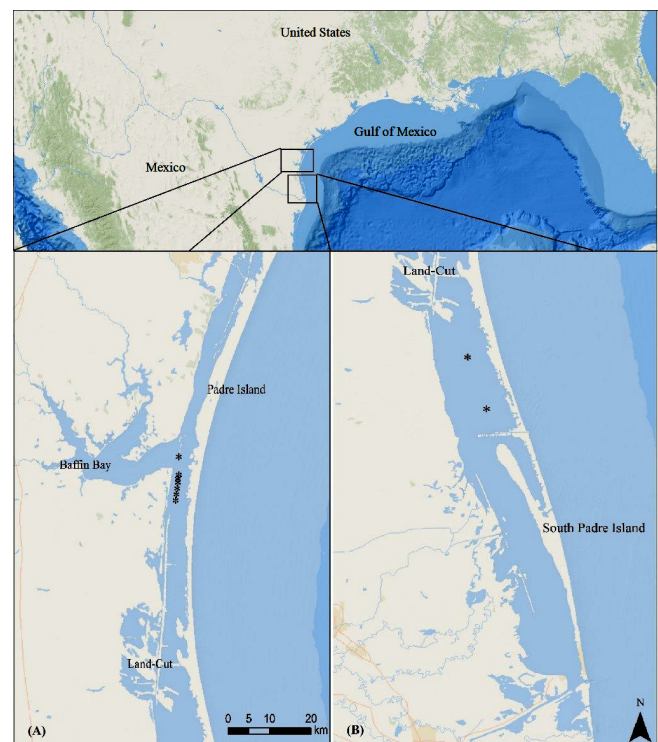 United States
Gulf of Mexico
Mexico
Land-Cut
Padre Island
*
*
Baffin Bay
*
******
South Padre Island
Land-Cut
N
0 5 10 20
km
(A)
(B)